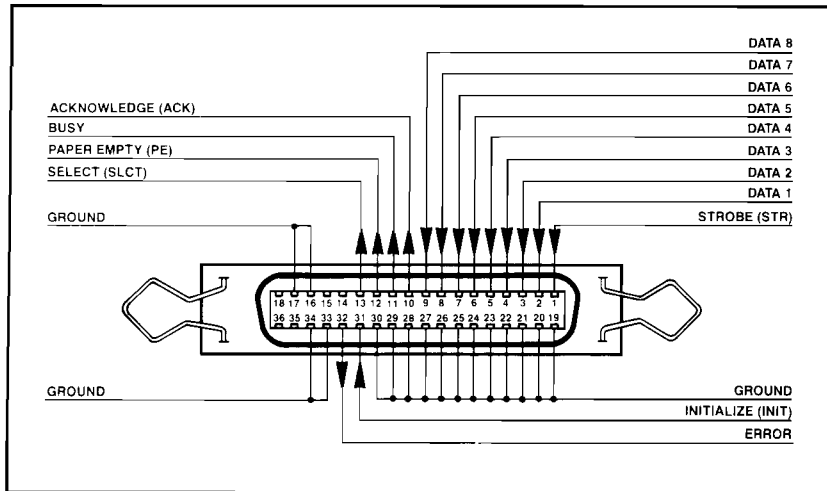 DATA 8
DATA 7
DATA 6
ACKNOWLEDGE (ACK)
DATA 5
BUSY
DATA 4
PAPER EMPTY (PE)
DATA 3
SELECT (SLCT)
DATA 2
DATA 1
GROUND
STROBE (STR)
18 17 16 15 14 13 12 11 10 9 8 7 6 5 4 3 2 1
36 35 34 33 32 31 30 29 28 27 26 25 24 23 22 21 20 19
GROUND
GROUND
INITIALIZE (INIT)
ERROR